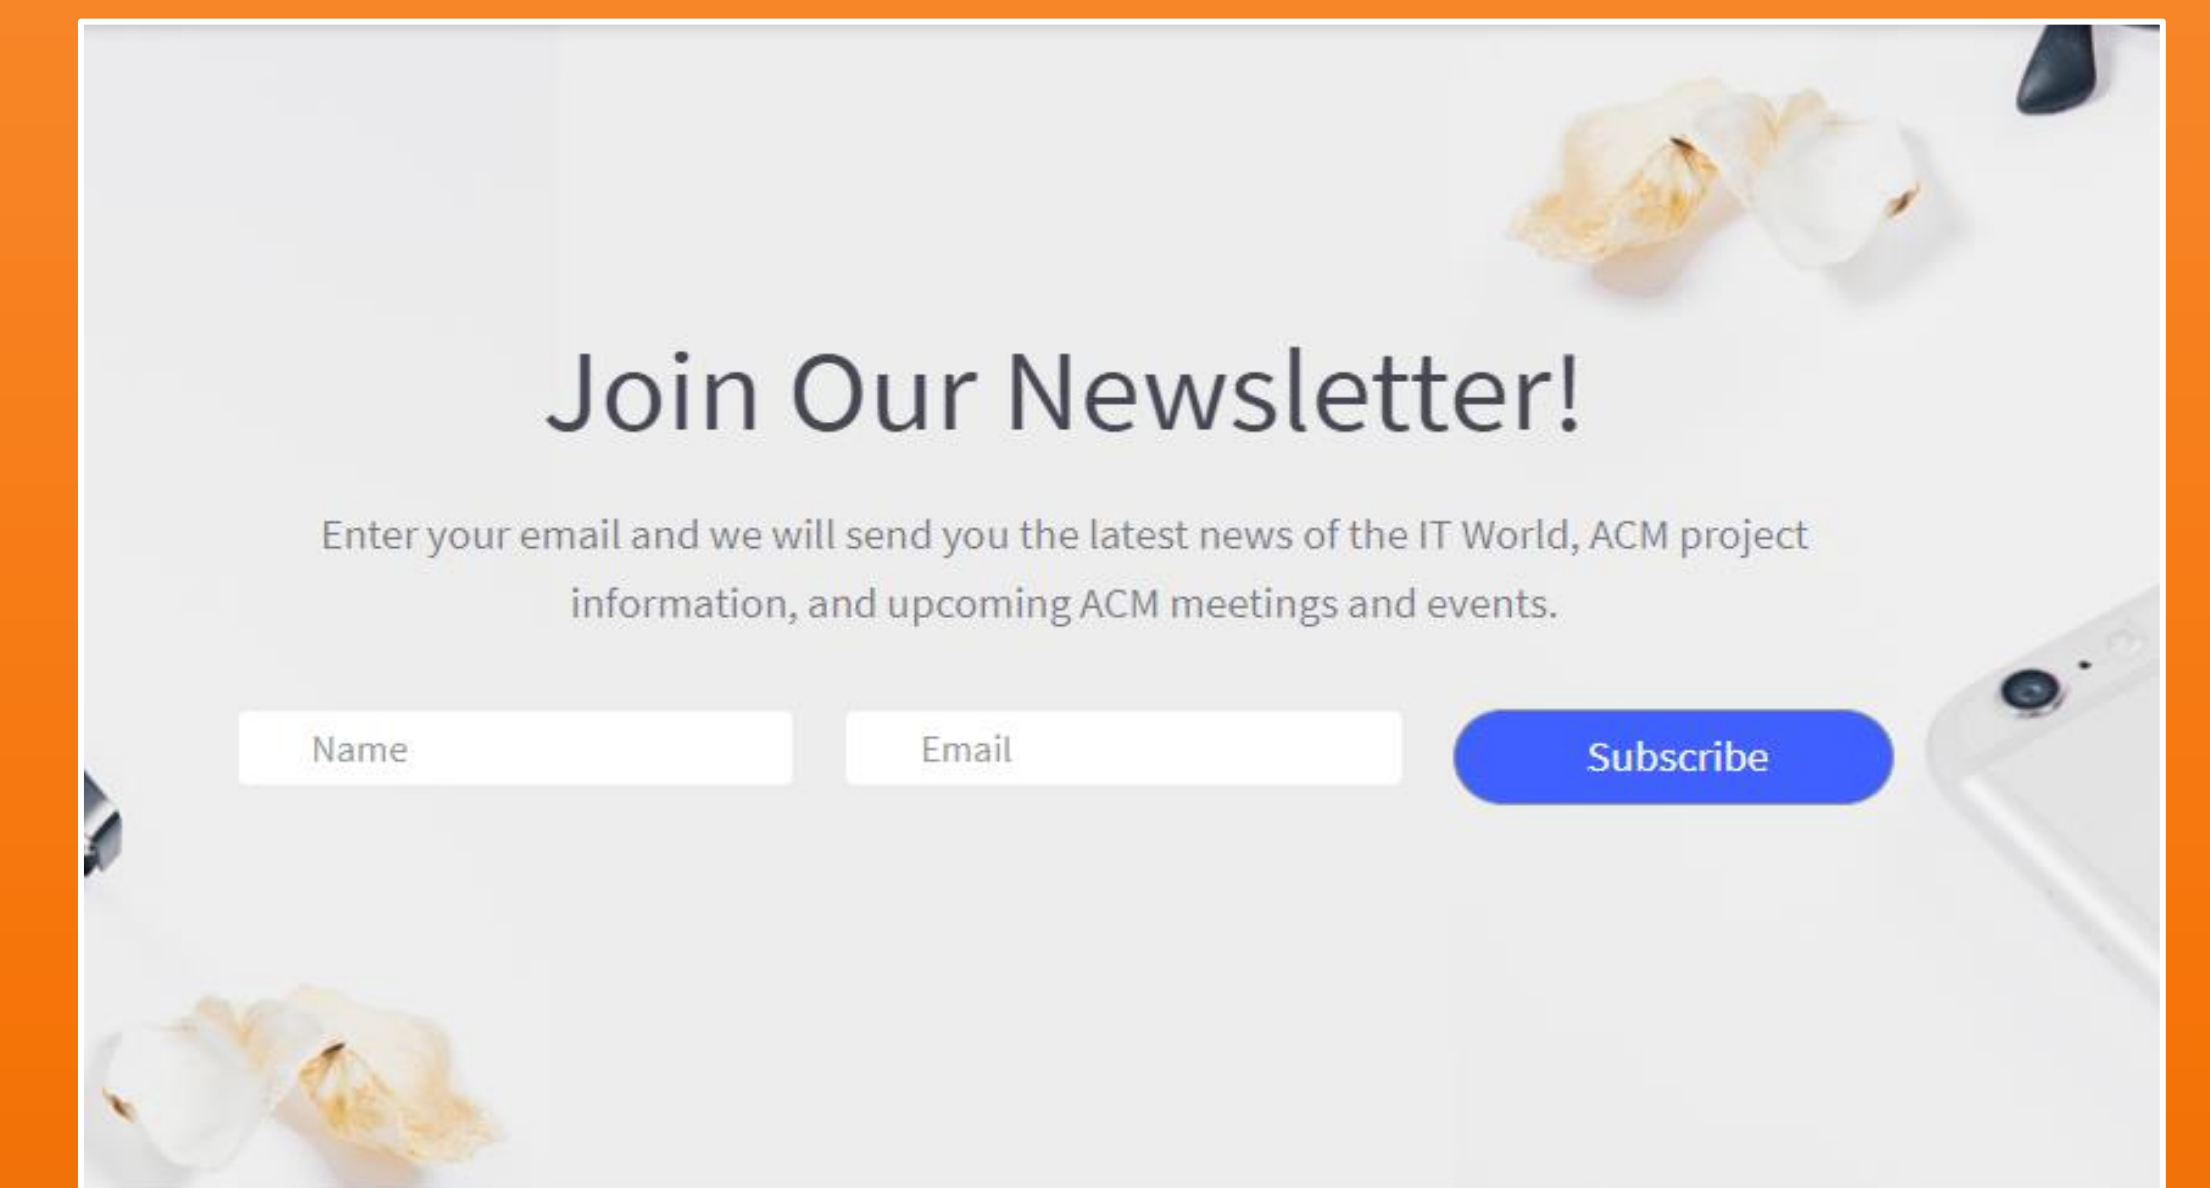 Join Our Newsletter!
Enter your email and we will send you the latest news of the IT World, ACM project
information, and upcoming ACM meetings and events.
Name
Email
Subscribe